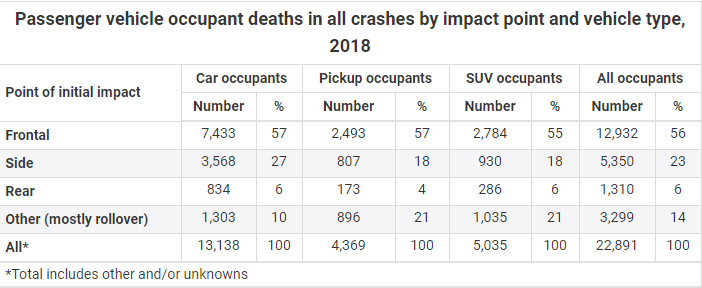 Passenger vehicle occupant deaths in all crashes by impact point and vehicle type,
2018
Point of initial impact Car occupants Pickup occupants SUV occupants All occupants
Number % Number % Number % Number %
Frontal 7,433 57 2,493 57 2,784 55 12,932 56
Side 3,568 27 807 18 930 18 5,350 23
Rear 834 6 173 4 286 6 1,310 6
Other (mostly rollover) 1,303 10 896 21 1,035 21 3,299 14
All* 13,138 100 4,369 100 5,035 100 22,891 100
*Total includes other and/or unknowns